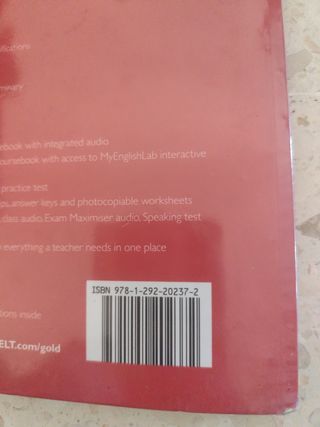 ebook with integrated audio
oursebook with access to MyEnglishLab interactive
practice test
ps, answer keys and photocopiable worksheets
class audio, Exam Maximiser audio, Speaking test
everything a teacher needs in one place
ISBN 978-1-292-20237-2
tions inside
ELT.com/gold